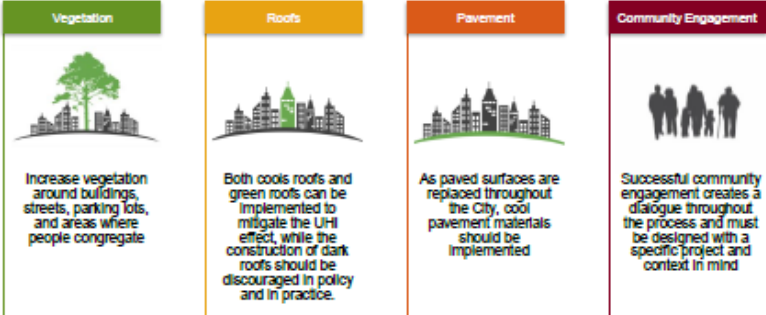 Vegetation
Increase vegetation
around buildings,
streets, parking lots,
and areas where
people congregate
Roofs
Both cools roofs and
green roofs can be
implemented to
mitigate the UHI
effect, while the
construction of dark
roofs should be
discouraged in policy
and in practice.
Pavement
As paved surfaces are
replaced throughout
the City, cool
pavement materials
should be
implemented
Community Engagement
Successful community
engagement creates a
dialogue throughout
the process and must
be designed with a
specific project and
context in mind